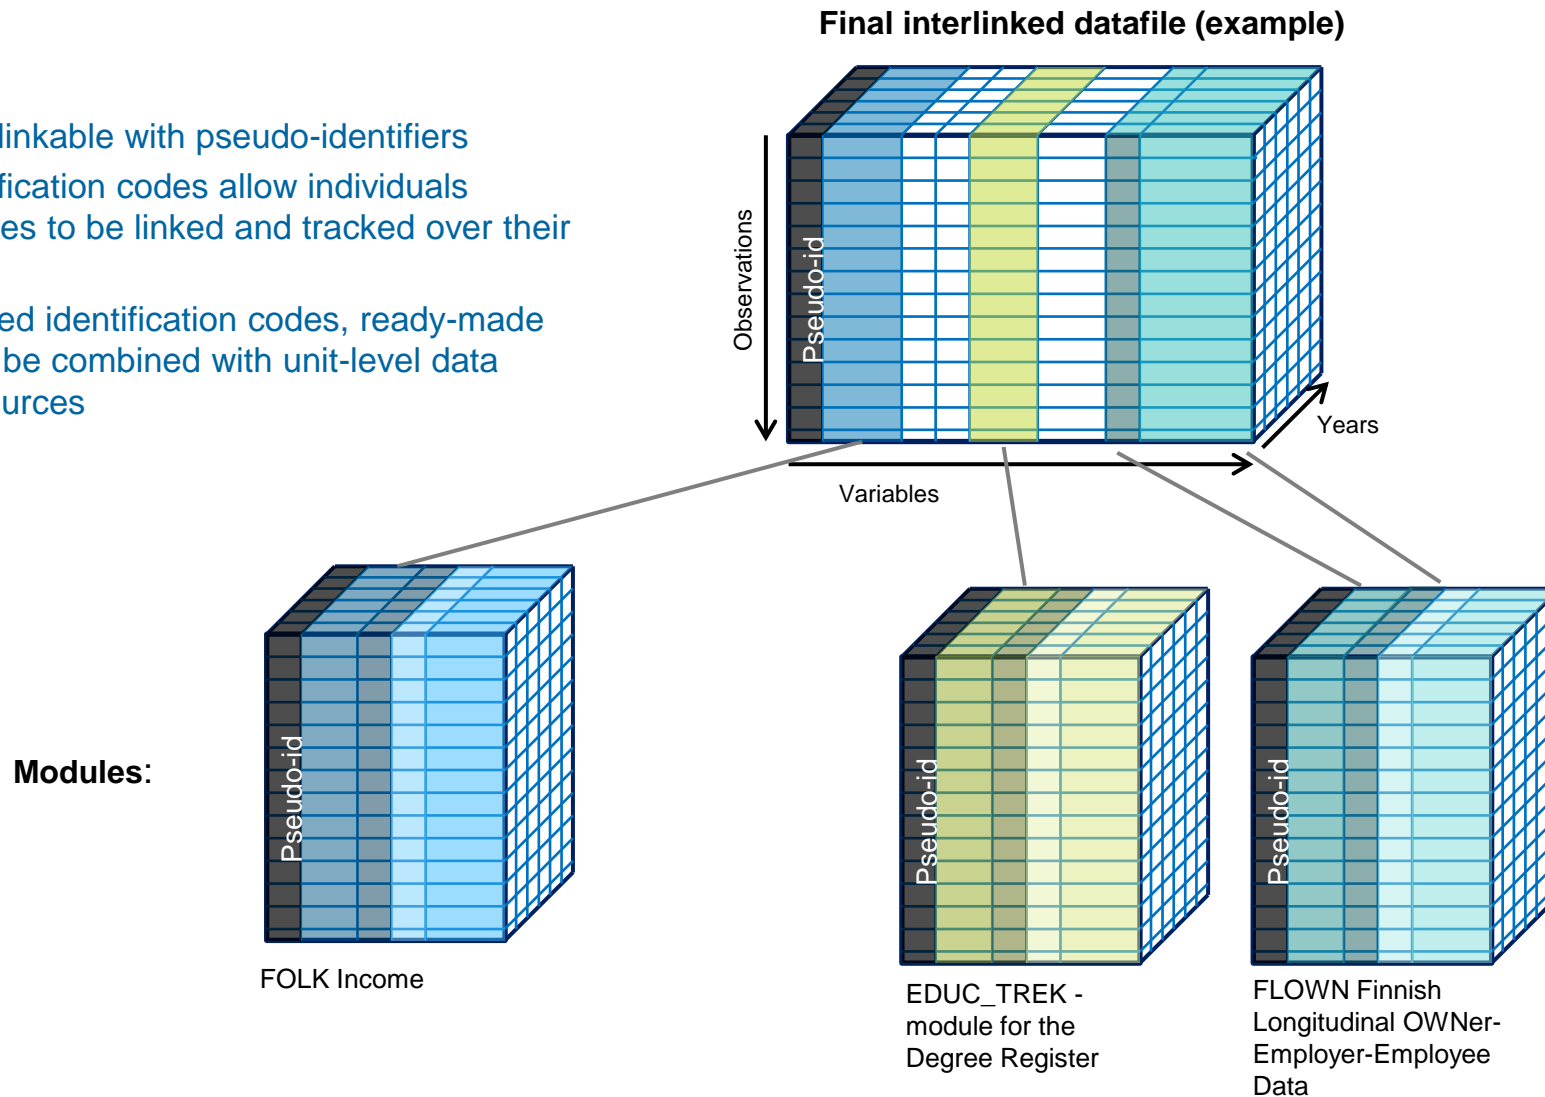 Final interlinked datafile (example)
linkable with pseudo-identifiers
fication codes allow individuals
es to be linked and tracked over their
ed identification codes, ready-made
be combined with unit-level data
urces
Observations
Pseudo-id
Years
Variables
Modules:
Pseudo-id
Pseudo-id
Pseudo-id
FOLK Income
EDUC_TREK -
module for the
Degree Register
FLOWN Finnish
Longitudinal OWNer-
Employer-Employee
Data